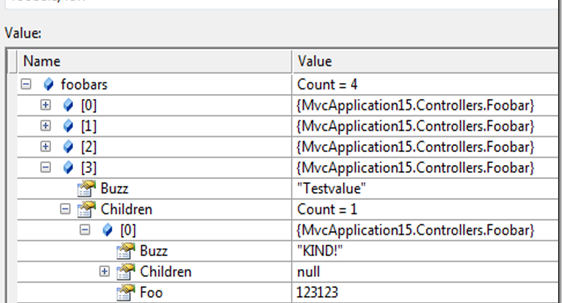 Value:
Name Value
foobars Count = 4
[0] {MvcApplication15.Controllers.Foobar}
[1] {MvcApplication15.Controllers.Foobar}
[2] {MvcApplication15.Controllers.Foobar}
[3] {MvcApplication15.Controllers.Foobar}
Buzz "Testvalue"
Children Count = 1
[0] {MvcApplication15.Controllers.Foobar}
Buzz "KIND!"
Children null
Foo 123123